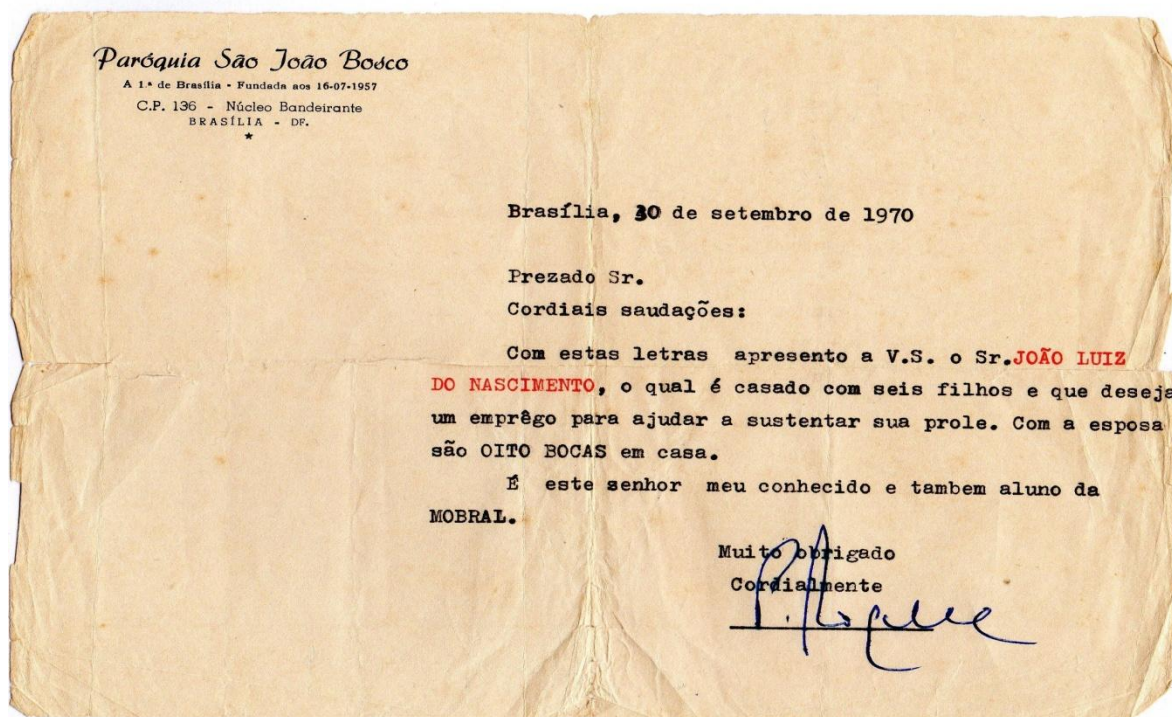 Paróquia São João Bosco
A 1.ª de Brasília - Fundada aos 16-07-1957
C.P. 136 - Núcleo Bandeirante
BRASÍLIA - DF.
Brasília, 30 de setembro de 1970
Prezado Sr.
Cordiais saudações:
Com estas letras apresento a V.S. o Sr.JOÃO LUIZ
DO NASCIMENTO, o qual é casado com seis filhos e que deseja
um emprêgo para ajudar a sustentar sua prole. Com a esposa
são OITO BOCAS em casa.
É este senhor meu conhecido e tambem aluno da
MOBRAL.
Muito obrigado
Cordialmente